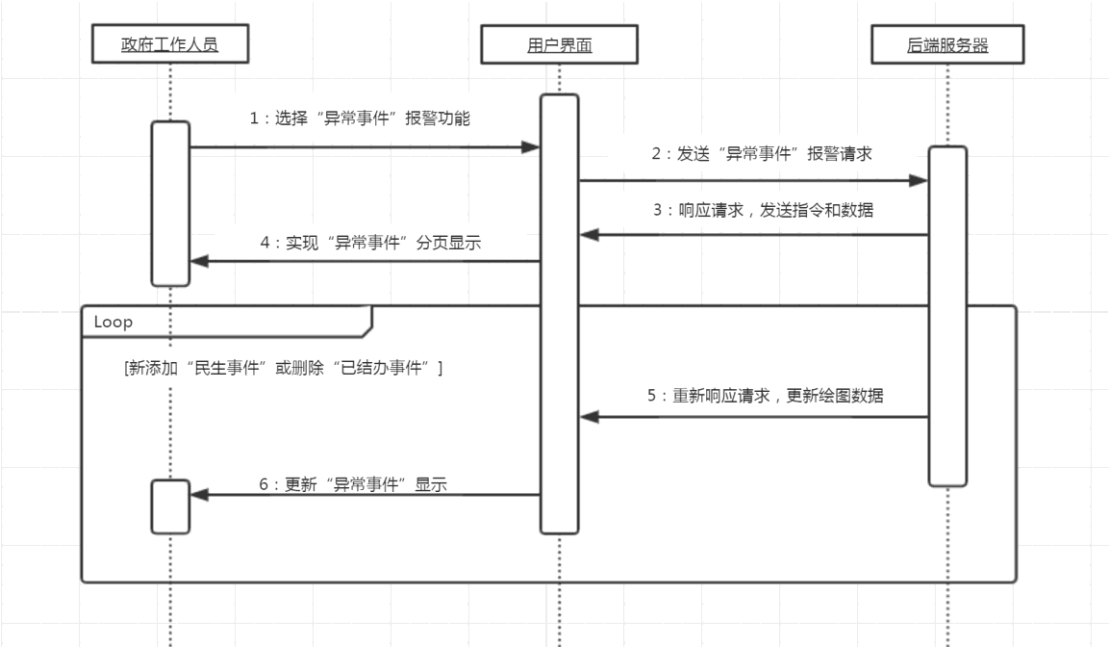 政府工作人员
用户界面
后端服务器
1：选择“异常事件”报警功能
2：发送“异常事件”报警请求
3：响应请求，发送指令和数据
4：实现“异常事件”分页显示
Loop
[新添加“民生事件”或删除“已结办事件”]
5：重新响应请求，更新绘图数据
6：更新“异常事件”显示